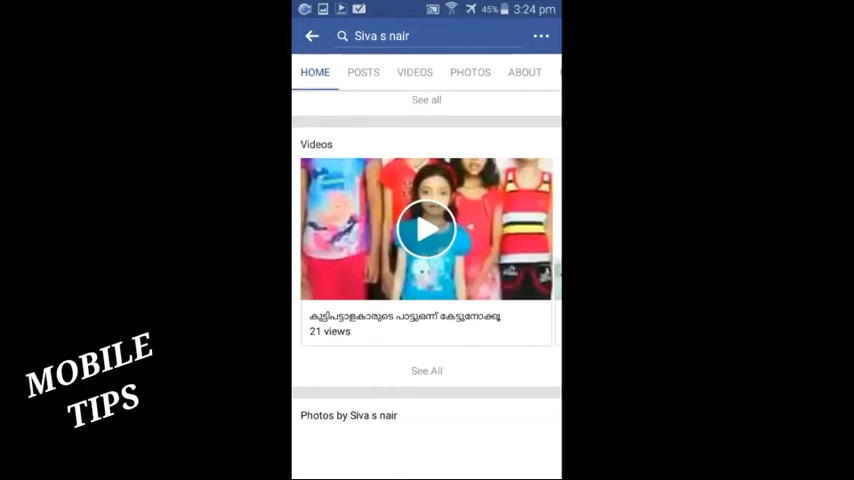 45% 3:24 pm
Siva s nair
HOME POSTS VIDEOS PHOTOS ABOUT
See all
Videos
കുട്ടിപട്ടാളകാരുടെ പാട്ടുഒന്ന് കേട്ടുനോക്കൂ
21 views
See All
Photos by Siva s nair
MOBILE
TIPS